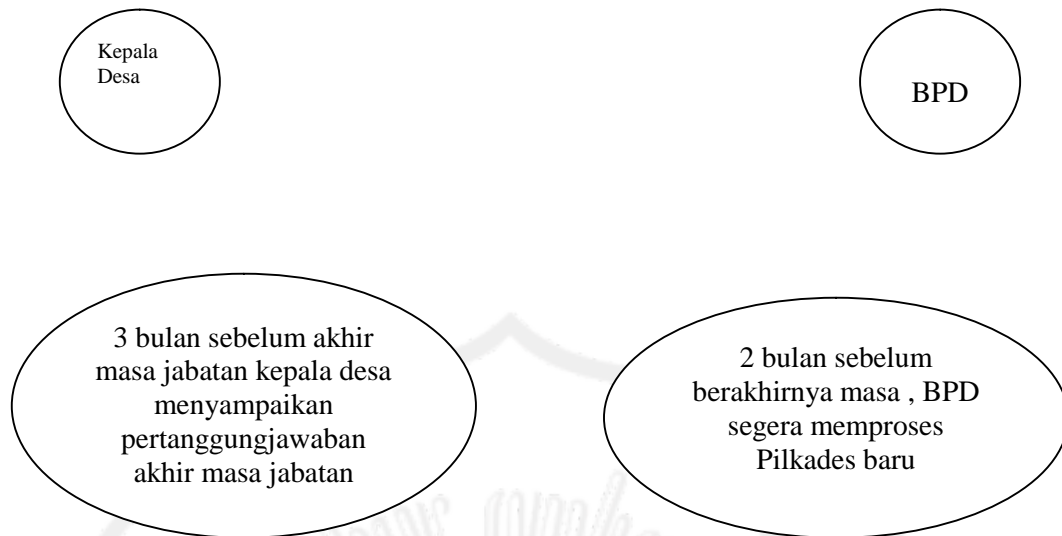 Kepala
Desa
BPD
3 bulan sebelum akhir
masa jabatan kepala desa
menyampaikan
pertanggungjawaban
akhir masa jabatan
2 bulan sebelum
berakhirnya masa , BPD
segera memproses
Pilkades baru